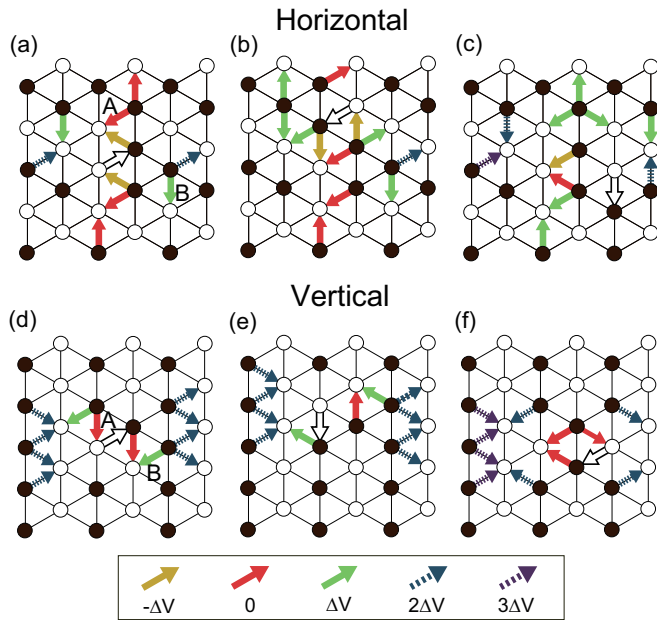 Horizontal
(a) (b) (c)
A
B
Vertical
(d) (e) (f)
A
B
-ΔV 0 ΔV 2ΔV 3ΔV